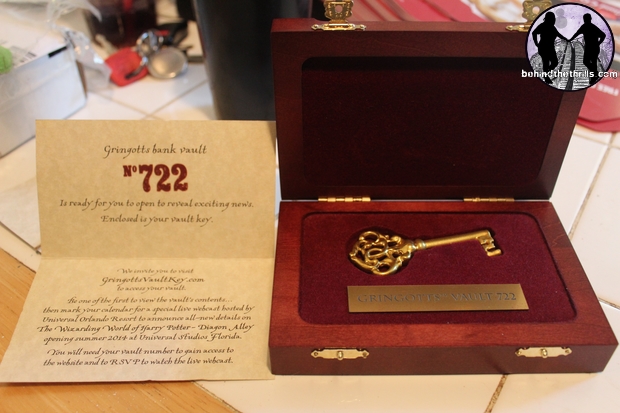 Gringotts bank vault
No 722
Is ready for you to open to reveal exciting news.
Enclosed is your vault key.
We invite you to visit
GringottsVaultKey.com
to access your vault.
Be one of the first to view the vault's contents...
then mark your calendar for a special live webcast hosted by
Universal Orlando Resort to announce all-new details on
The Wizarding World of Harry Potter - Diagon Alley
opening summer 2014 at Universal Studios Florida.
You will need your vault number to gain access to
the website and to RSVP to watch the live webcast.
GRINGOTTS VAULT 722
behindthethrills.com